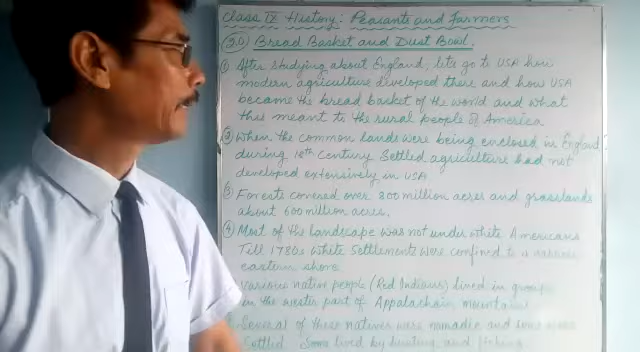 Class IX History: Peasants and Farmers
2.0 Bread Basket and Dust Bowl.
① After studying about England, lets go to USA how
modern agriculture developed there and how USA
became the bread basket of the world and what
this meant to the rural people of America.
② When the common lands were being enclosed in England
during 18th Century Settled agriculture had not
developed extensively in USA
③ Forests covered over 800 million acres and grasslands
about 600 million acres.
④ Most of the landscape was not under white Americans
Till 1780s White Settlements were confined to a narrow
eastern shore
various native people (Red Indians) lived in groups
in the western part of Appalachain mountains
Several of these natives were nomadic and some were
Settled. Some lived by hunting and fishing